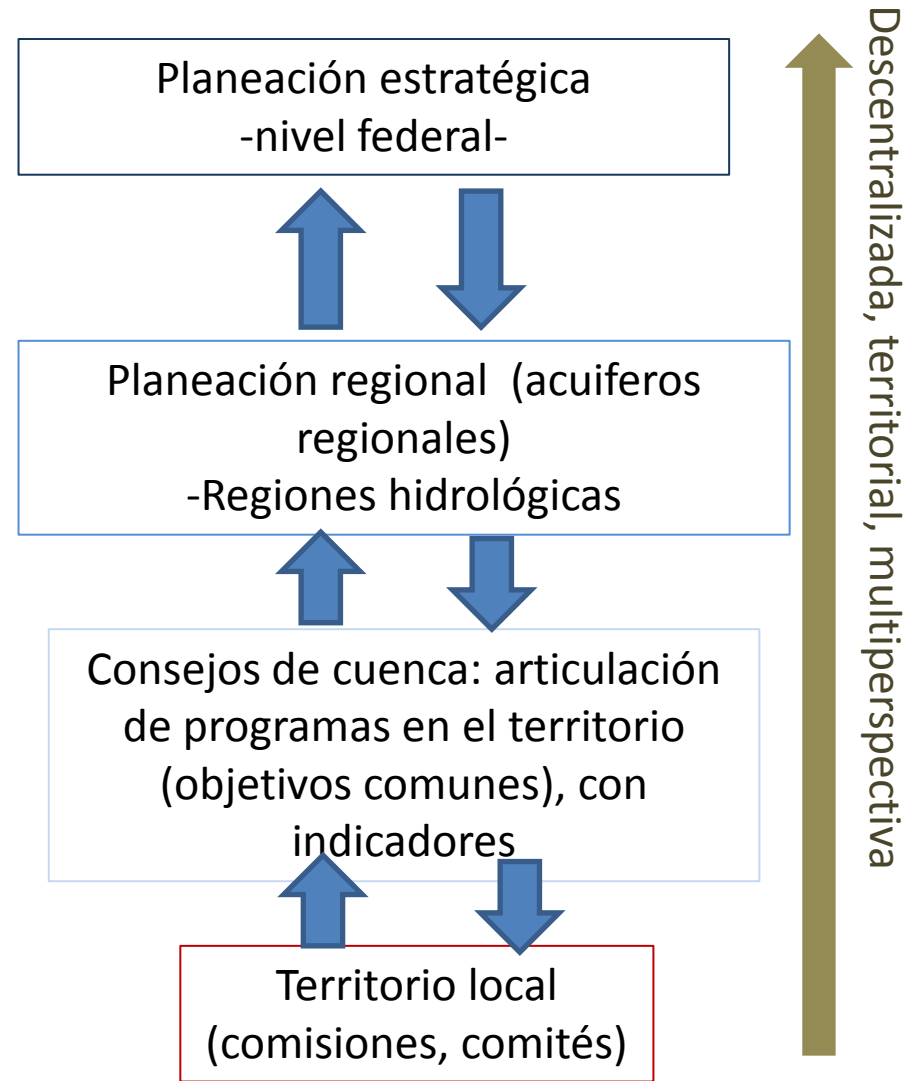 Planeación estratégica
-nivel federal-
Planeación regional  (acuiferos
regionales)
-Regiones hidrológicas
Consejos de cuenca: articulación
de programas en el territorio
(objetivos comunes), con
indicadores
Territorio local
(comisiones, comités)
Descentralizada, territorial, multiperspectiva